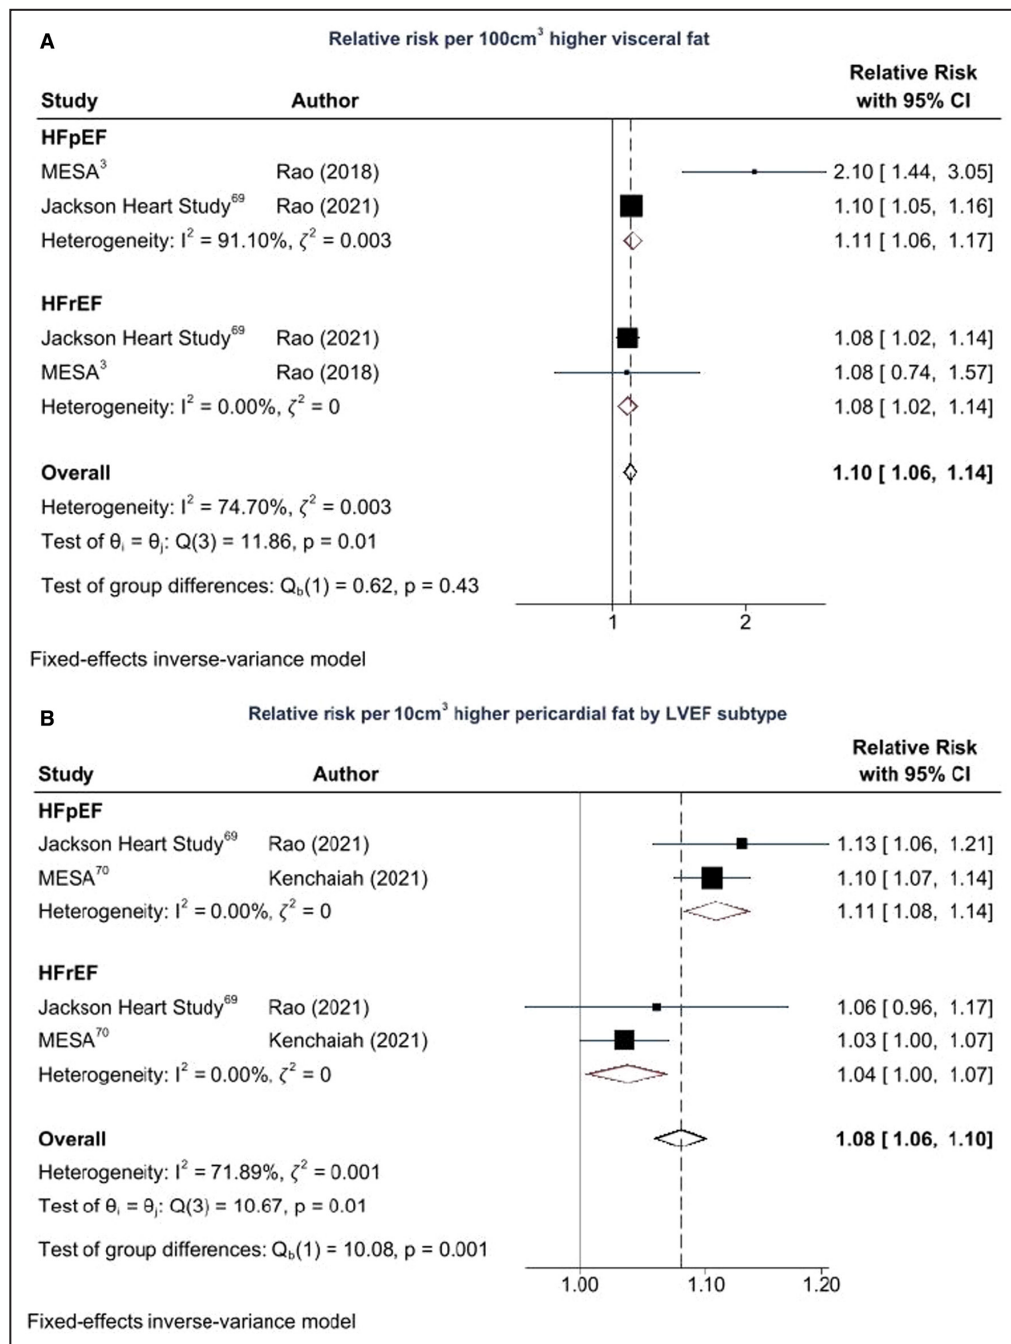 A
Relative risk per 100cm³ higher visceral fat
Relative Risk
Study Author with 95% CI
HFpEF
MESA³ Rao (2018) 2.10 [ 1.44, 3.05]
Jackson Heart Study⁶⁹ Rao (2021) 1.10 [ 1.05, 1.16]
Heterogeneity: I² = 91.10%, ζ² = 0.003 1.11 [ 1.06, 1.17]
HFrEF
Jackson Heart Study⁶⁹ Rao (2021) 1.08 [ 1.02, 1.14]
MESA³ Rao (2018) 1.08 [ 0.74, 1.57]
Heterogeneity: I² = 0.00%, ζ² = 0 1.08 [ 1.02, 1.14]
Overall 1.10 [ 1.06, 1.14]
Heterogeneity: I² = 74.70%, ζ² = 0.003
Test of θᵢ = θⱼ: Q(3) = 11.86, p = 0.01
Test of group differences: Q_b(1) = 0.62, p = 0.43
1 2
Fixed-effects inverse-variance model
B
Relative risk per 10cm³ higher pericardial fat by LVEF subtype
Relative Risk
Study Author with 95% CI
HFpEF
Jackson Heart Study⁶⁹ Rao (2021) 1.13 [ 1.06, 1.21]
MESA⁷⁰ Kenchaiah (2021) 1.10 [ 1.07, 1.14]
Heterogeneity: I² = 0.00%, ζ² = 0 1.11 [ 1.08, 1.14]
HFrEF
Jackson Heart Study⁶⁹ Rao (2021) 1.06 [ 0.96, 1.17]
MESA⁷⁰ Kenchaiah (2021) 1.03 [ 1.00, 1.07]
Heterogeneity: I² = 0.00%, ζ² = 0 1.04 [ 1.00, 1.07]
Overall 1.08 [ 1.06, 1.10]
Heterogeneity: I² = 71.89%, ζ² = 0.001
Test of θᵢ = θⱼ: Q(3) = 10.67, p = 0.01
Test of group differences: Q_b(1) = 10.08, p = 0.001
1.00 1.10 1.20
Fixed-effects inverse-variance model